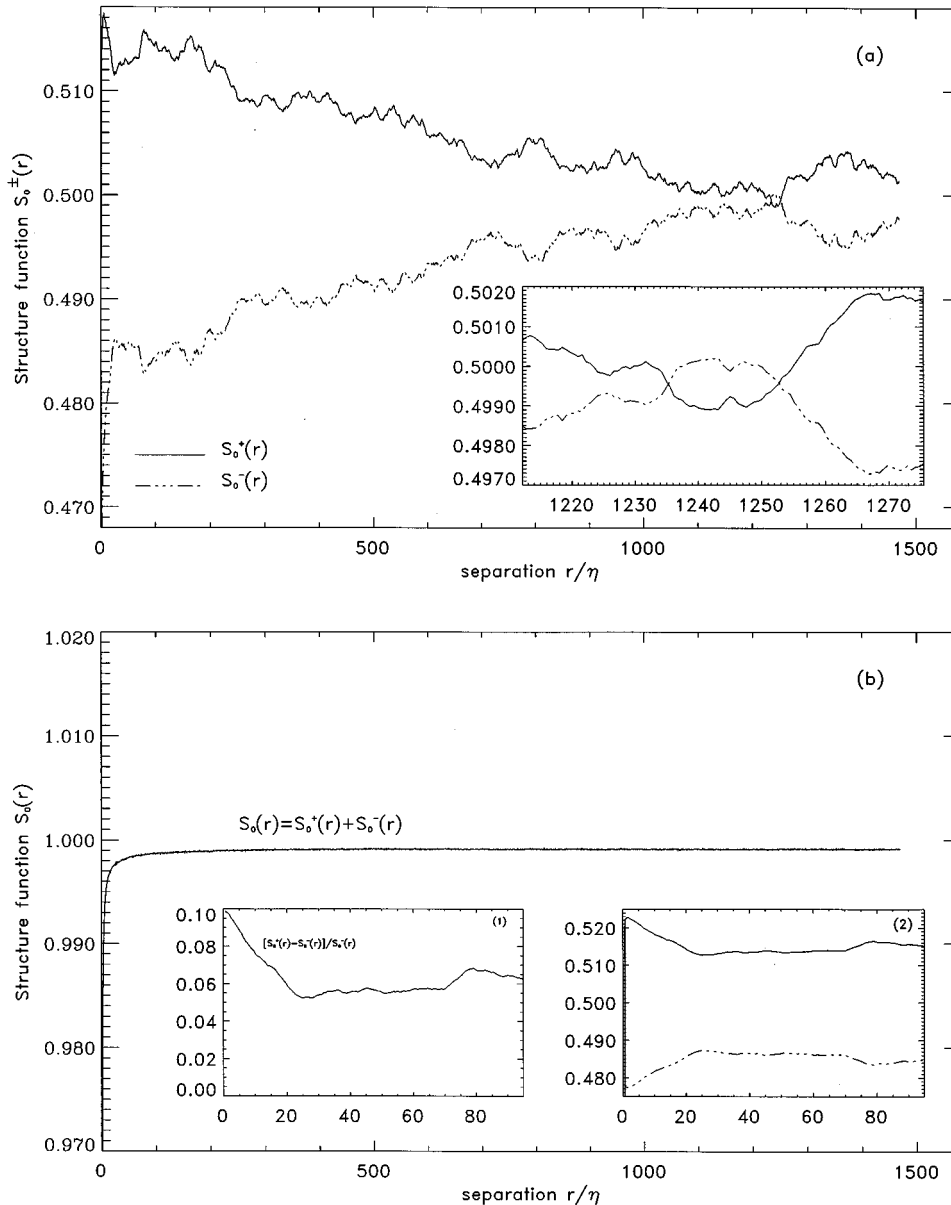 (a)
Structure function S₀±(r)
0.510
0.500
0.490
0.480
0.470
S₀⁺(r)
S₀⁻(r)
0.5020
0.5010
0.5000
0.4990
0.4980
0.4970
1220 1230 1240 1250 1260 1270
0 500 1000 1500
separation r/η
(b)
Structure function S₀(r)
1.020
1.010
1.000
0.990
0.980
0.970
S₀(r)=S₀⁺(r)+S₀⁻(r)
(1)
[S₀⁺(r)−S₀⁻(r)]/S₀⁻(r)
0.10
0.08
0.06
0.04
0.02
0.00
0 20 40 60 80
(2)
0.520
0.510
0.500
0.490
0.480
0 20 40 60 80
0 500 1000 1500
separation r/η